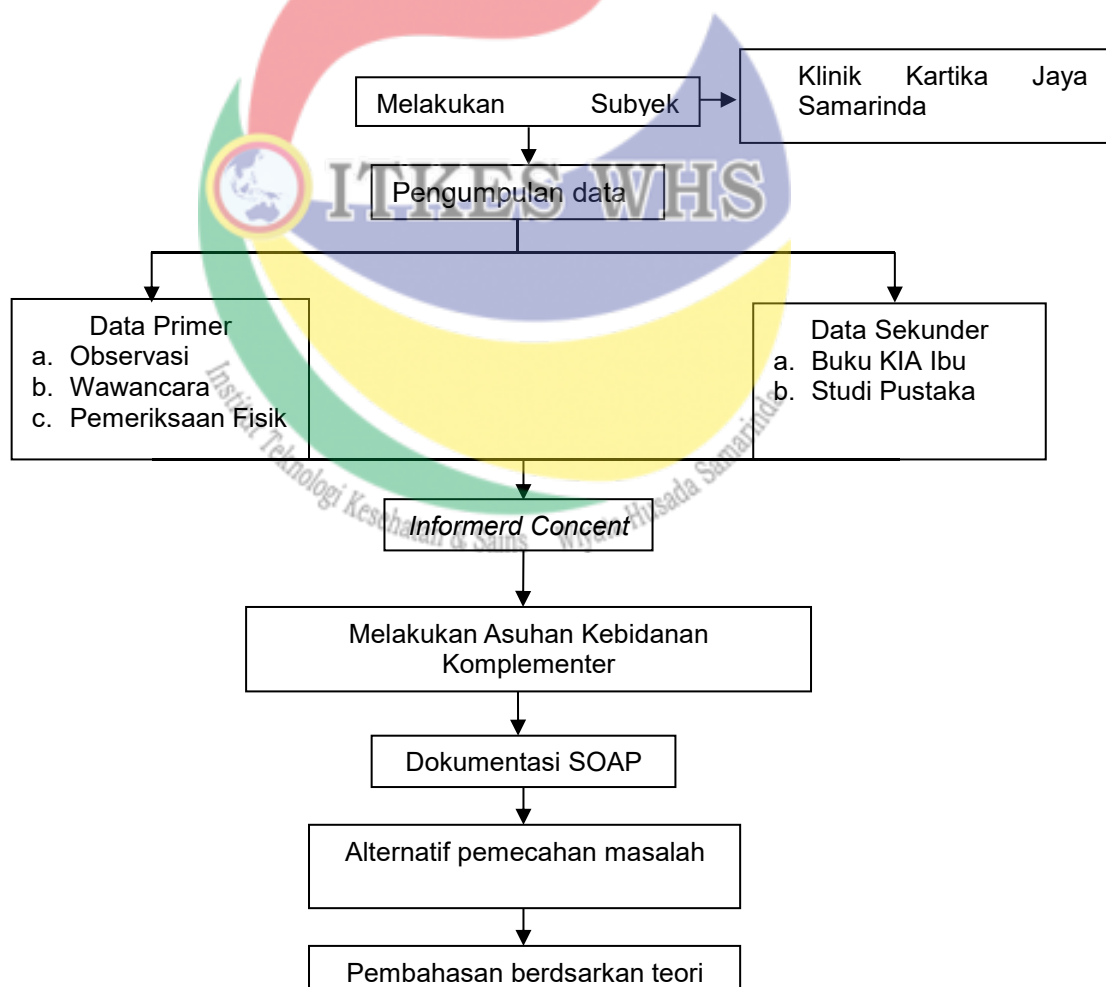 Melakukan Subyek
Klinik Kartika Jaya
Samarinda
ITKES WHS
Pengumpulan data
Data Primer
a. Observasi
b. Wawancara
c. Pemeriksaan Fisik
Data Sekunder
a. Buku KIA Ibu
b. Studi Pustaka
Institut Teknologi Kesehatan & Sains Wiyata Husada Samarinda
Informerd Concent
Melakukan Asuhan Kebidanan
Komplementer
Dokumentasi SOAP
Alternatif pemecahan masalah
Pembahasan berdsarkan teori